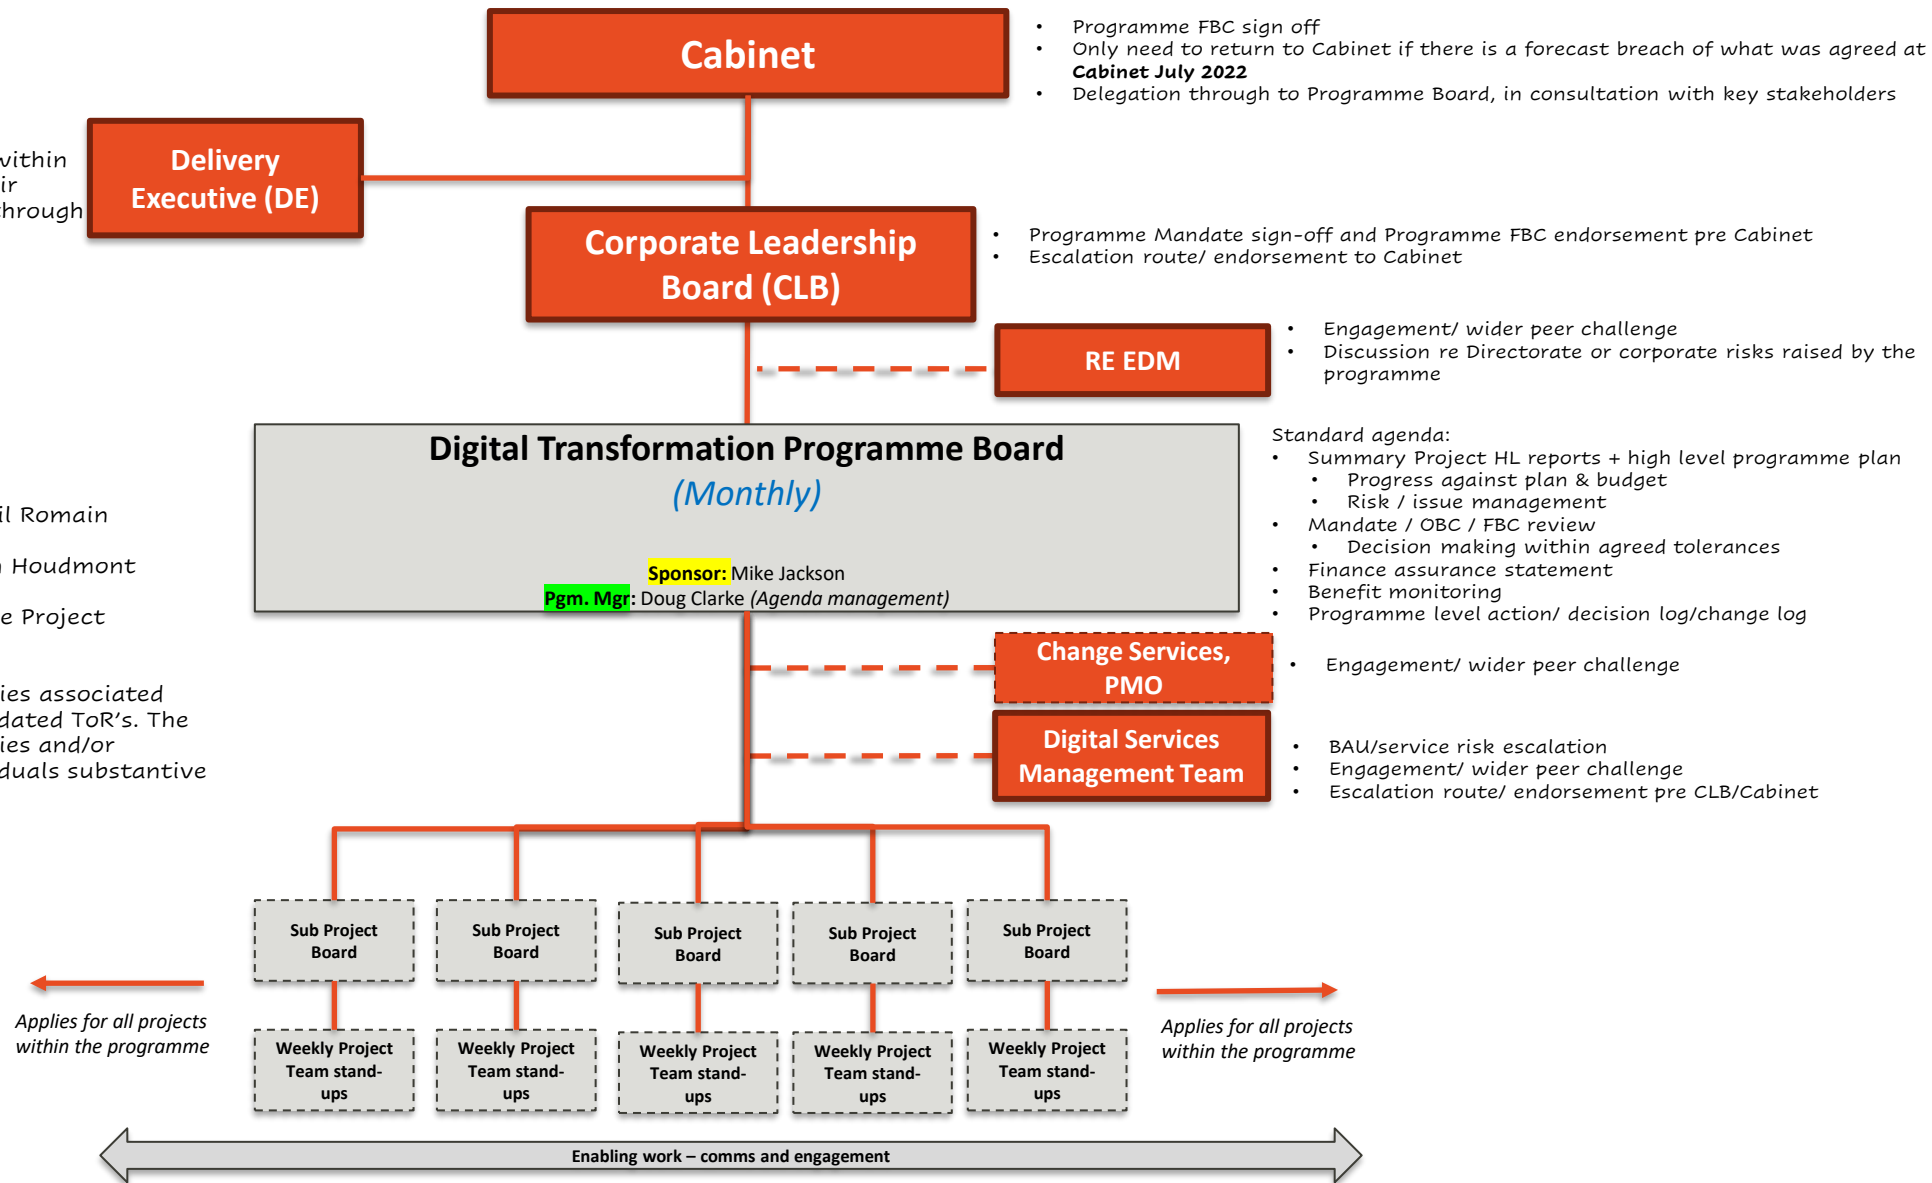 Cabinet
• Programme FBC sign off
• Only need to return to Cabinet if there is a forecast breach of what was agreed at
Cabinet July 2022
• Delegation through to Programme Board, in consultation with key stakeholders
within
ir
through
Delivery
Executive (DE)
Corporate Leadership
Board (CLB)
• Programme Mandate sign-off and Programme FBC endorsement pre Cabinet
• Escalation route/ endorsement to Cabinet
RE EDM
• Engagement/ wider peer challenge
• Discussion re Directorate or corporate risks raised by the
programme
Digital Transformation Programme Board
(Monthly)
Sponsor: Mike Jackson
Pgm. Mgr: Doug Clarke (Agenda management)
Standard agenda:
• Summary Project HL reports + high level programme plan
• Progress against plan & budget
• Risk / issue management
• Mandate / OBC / FBC review
• Decision making within agreed tolerances
• Finance assurance statement
• Benefit monitoring
• Programme level action/ decision log/change log
il Romain
Houdmont
e Project
ies associated
dated ToR's. The
ies and/or
duals substantive
Change Services,
PMO
• Engagement/ wider peer challenge
Digital Services
Management Team
• BAU/service risk escalation
• Engagement/ wider peer challenge
• Escalation route/ endorsement pre CLB/Cabinet
Sub Project
Board
Sub Project
Board
Sub Project
Board
Sub Project
Board
Sub Project
Board
Applies for all projects
within the programme
Weekly Project
Team stand-
ups
Weekly Project
Team stand-
ups
Weekly Project
Team stand-
ups
Weekly Project
Team stand-
ups
Weekly Project
Team stand-
ups
Applies for all projects
within the programme
Enabling work – comms and engagement